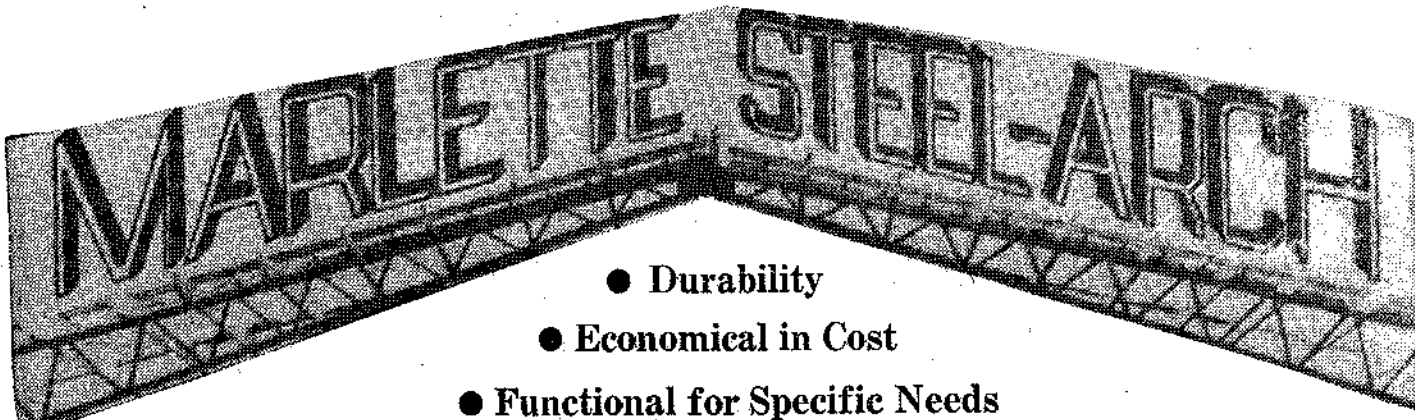 MARLETTE STEEL-ARCH
● Durability
● Economical in Cost
● Functional for Specific Needs